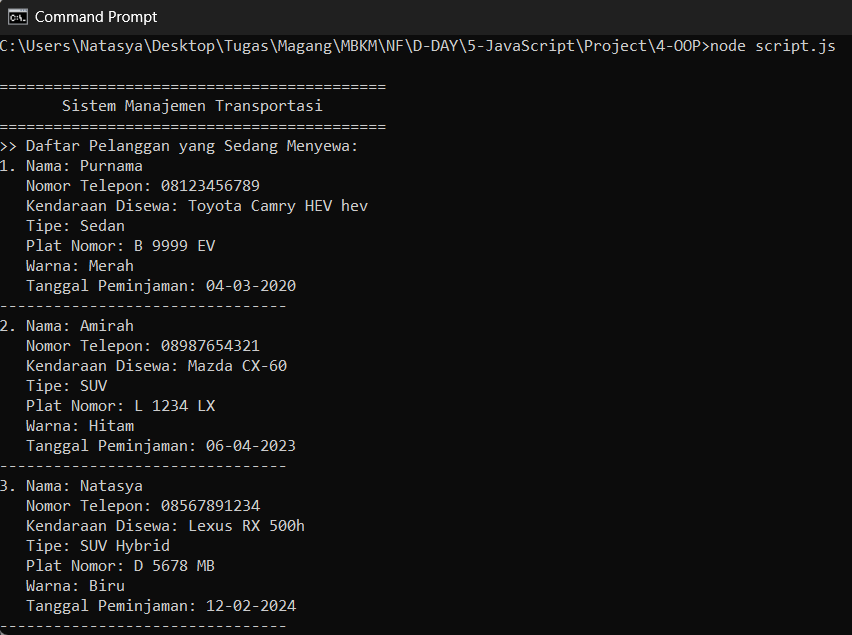 Command Prompt
C:\Users\Natasya\Desktop\Tugas\Magang\MBKM\NF\D-DAY\5-JavaScript\Project\4-OOP>node script.js
===========================================
Sistem Manajemen Transportasi
===========================================
>> Daftar Pelanggan yang Sedang Menyewa:
1. Nama: Purnama
Nomor Telepon: 08123456789
Kendaraan Disewa: Toyota Camry HEV hev
Tipe: Sedan
Plat Nomor: B 9999 EV
Warna: Merah
Tanggal Peminjaman: 04-03-2020
--------------------------------
2. Nama: Amirah
Nomor Telepon: 08987654321
Kendaraan Disewa: Mazda CX-60
Tipe: SUV
Plat Nomor: L 1234 LX
Warna: Hitam
Tanggal Peminjaman: 06-04-2023
--------------------------------
3. Nama: Natasya
Nomor Telepon: 08567891234
Kendaraan Disewa: Lexus RX 500h
Tipe: SUV Hybrid
Plat Nomor: D 5678 MB
Warna: Biru
Tanggal Peminjaman: 12-02-2024
--------------------------------